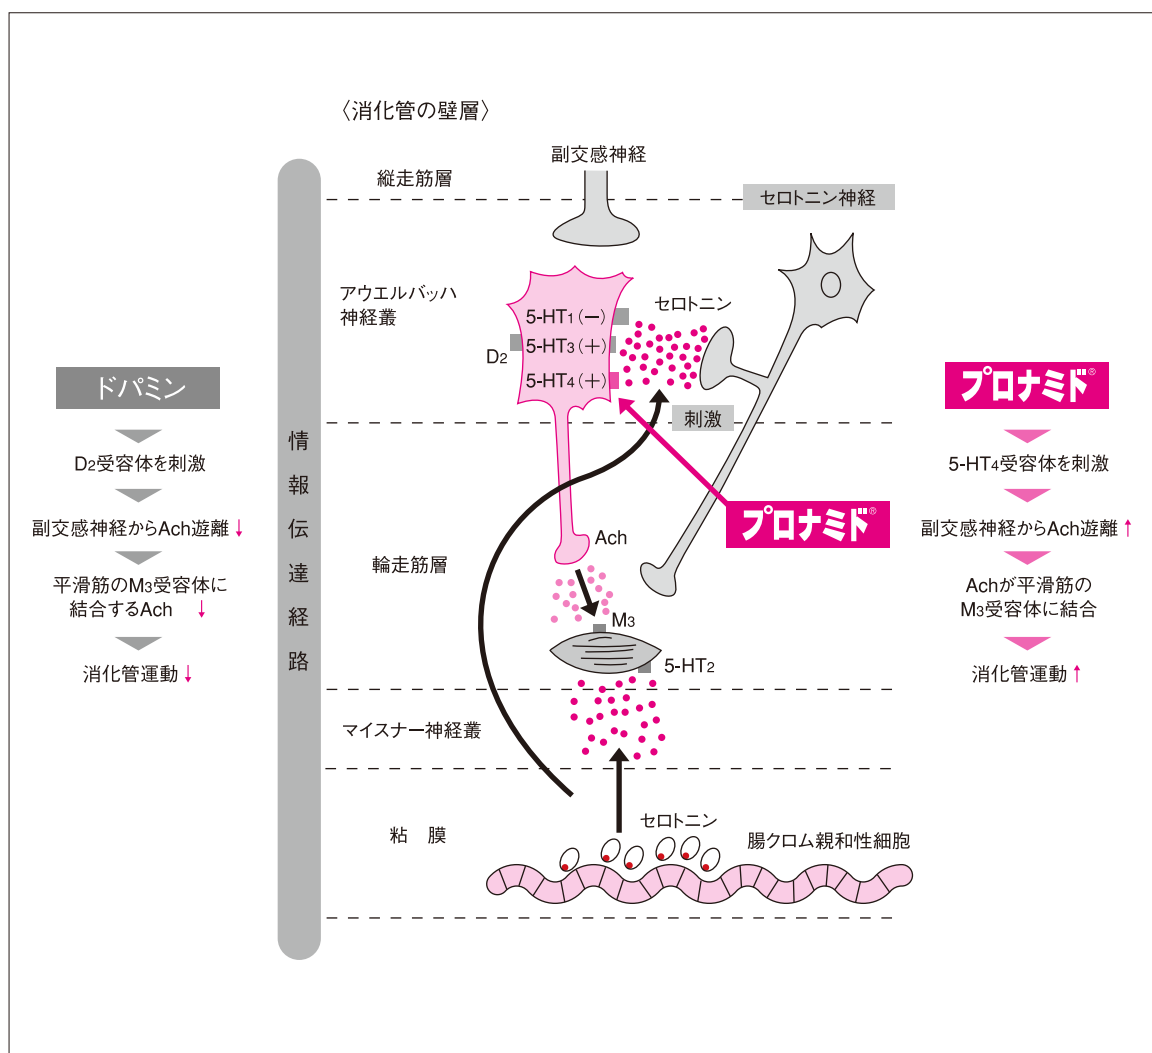 〈消化管の壁層〉
副交感神経
縦走筋層
セロトニン神経
アウエルバッハ
神経叢
セロトニン
5-HT1(−)
5-HT3(+)
5-HT4(+)
D2
刺激
プロナミド®
Ach
輪走筋層
M3
5-HT2
マイスナー神経叢
粘 膜
セロトニン
腸クロム親和性細胞
情報伝達経路
ドパミン
D2受容体を刺激
副交感神経からAch遊離↓
平滑筋のM3受容体に
結合するAch ↓
消化管運動↓
プロナミド®
5-HT4受容体を刺激
副交感神経からAch遊離↑
Achが平滑筋の
M3受容体に結合
消化管運動↑